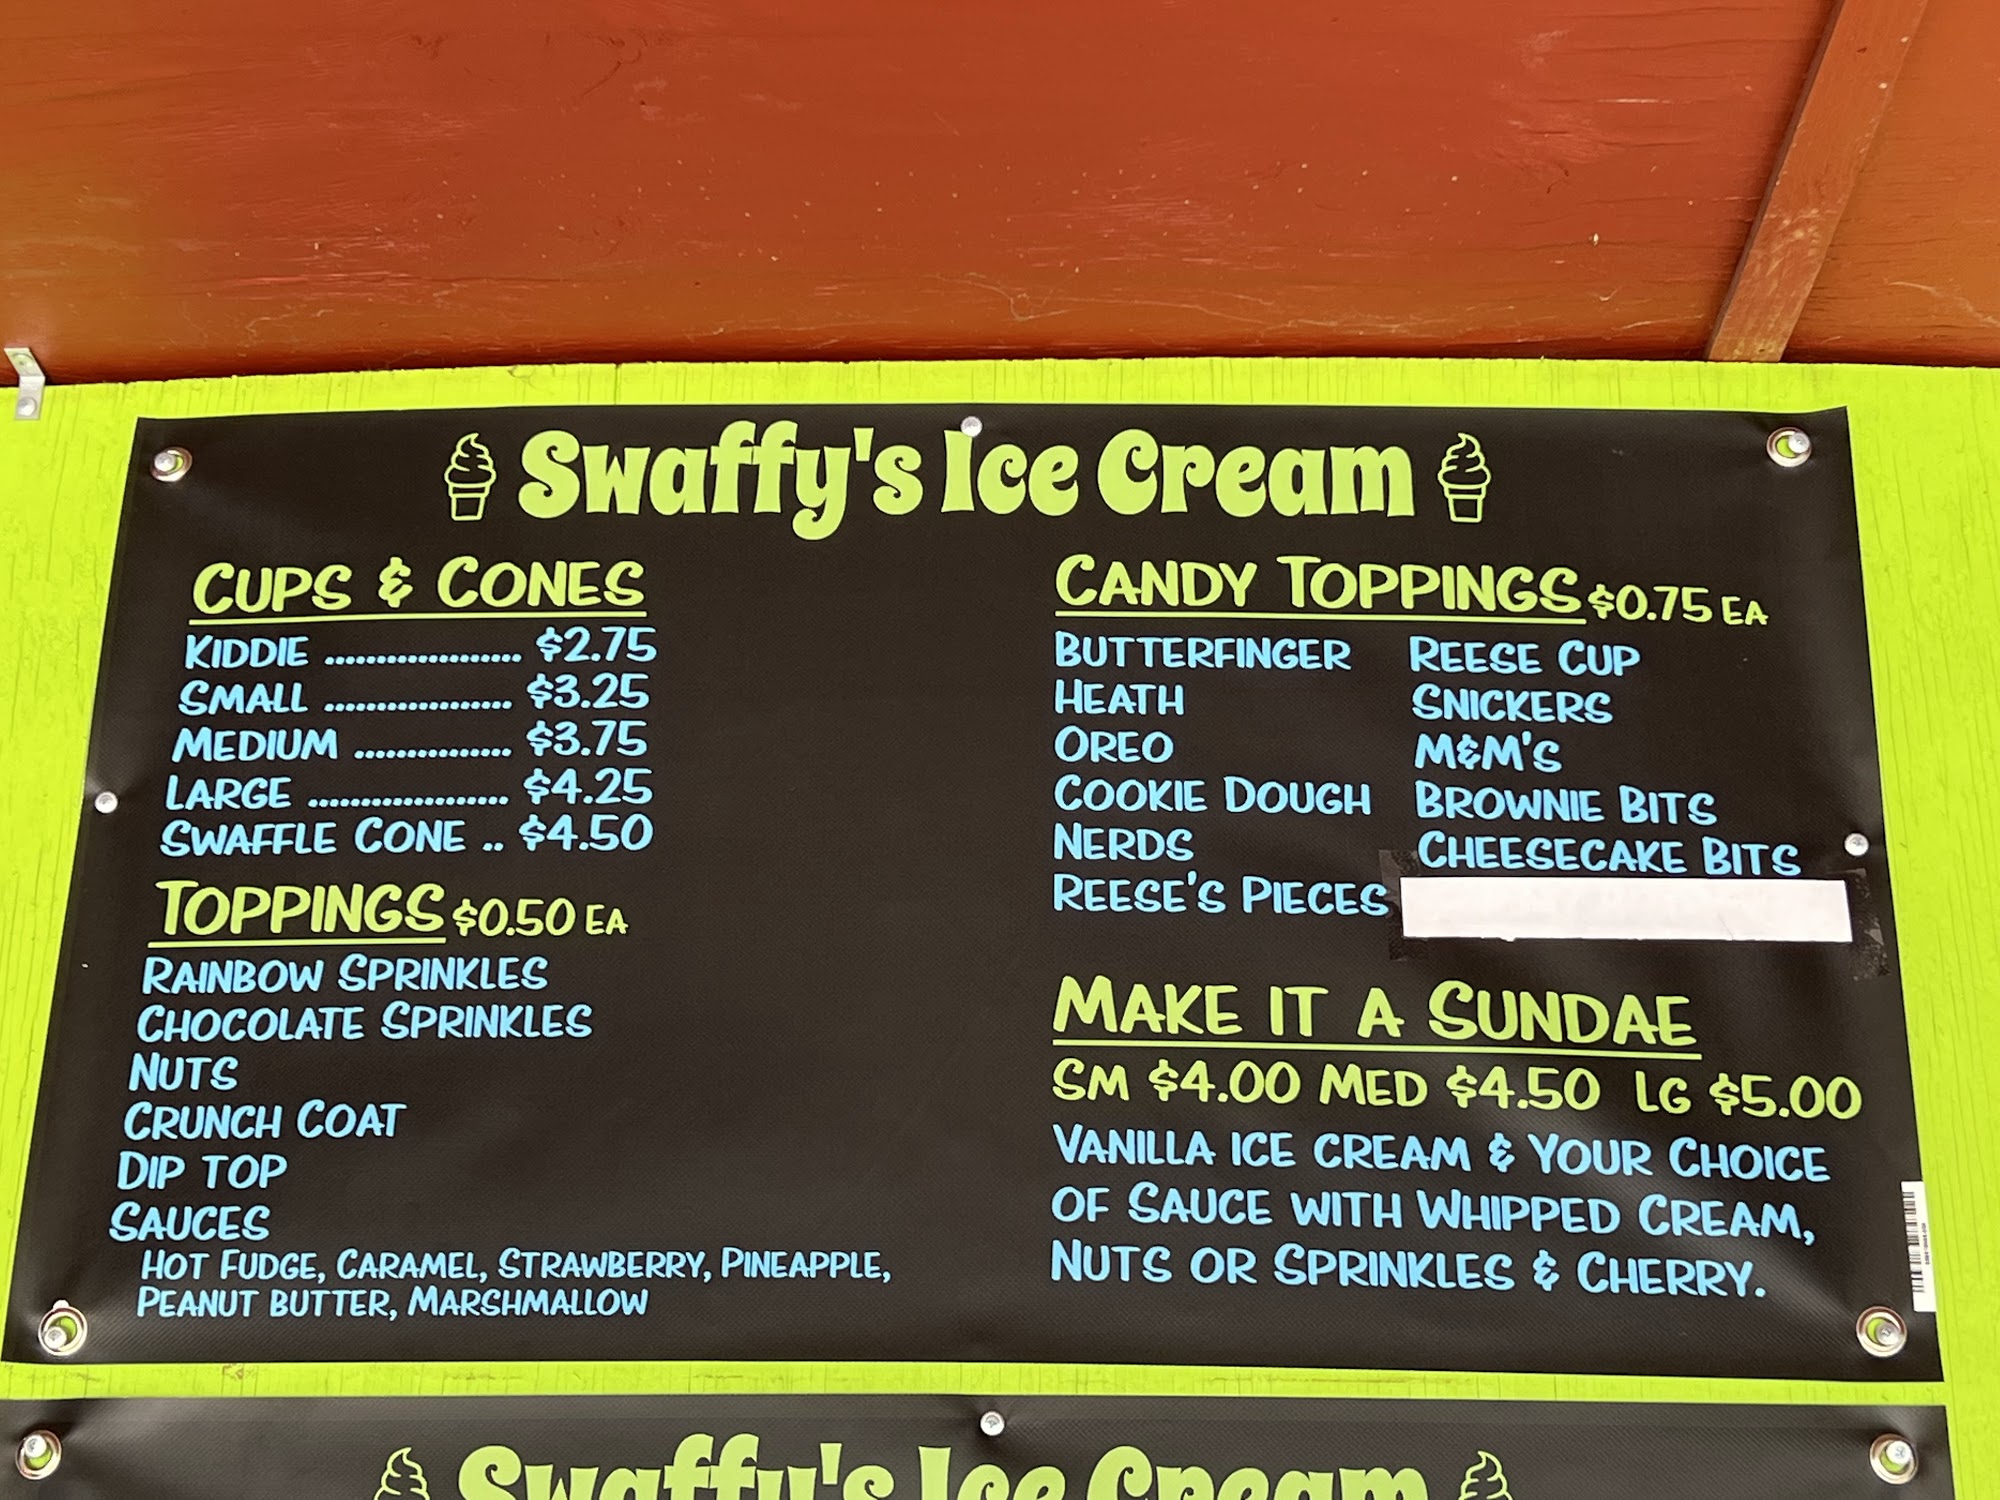 Swaffy's Ice Cream
CUPS & CONES
KIDDIE ................... $2.75
SMALL .................. $3.25
MEDIUM ............... $3.75
LARGE ................... $4.25
SWAFFLE CONE .. $4.50
TOPPINGS $0.50 EA
RAINBOW SPRINKLES
CHOCOLATE SPRINKLES
NUTS
CRUNCH COAT
DIP TOP
SAUCES
HOT FUDGE, CARAMEL, STRAWBERRY, PINEAPPLE,
PEANUT BUTTER, MARSHMALLOW
CANDY TOPPINGS $0.75 EA
BUTTERFINGER
HEATH
OREO
COOKIE DOUGH
NERDS
REESE'S PIECES
REESE CUP
SNICKERS
M&M'S
BROWNIE BITS
CHEESECAKE BITS
MAKE IT A SUNDAE
SM $4.00 MED $4.50 LG $5.00
VANILLA ICE CREAM & YOUR CHOICE
OF SAUCE WITH WHIPPED CREAM,
NUTS OR SPRINKLES & CHERRY.
Swaffy's Ice Cream